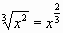 ∛x² = x^(2/3)